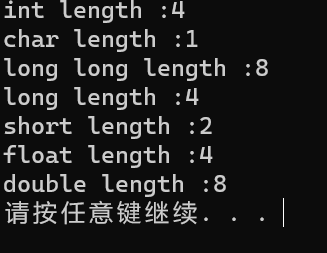 int length :4
char length :1
long long length :8
long length :4
short length :2
float length :4
double length :8
请按任意键继续. . .